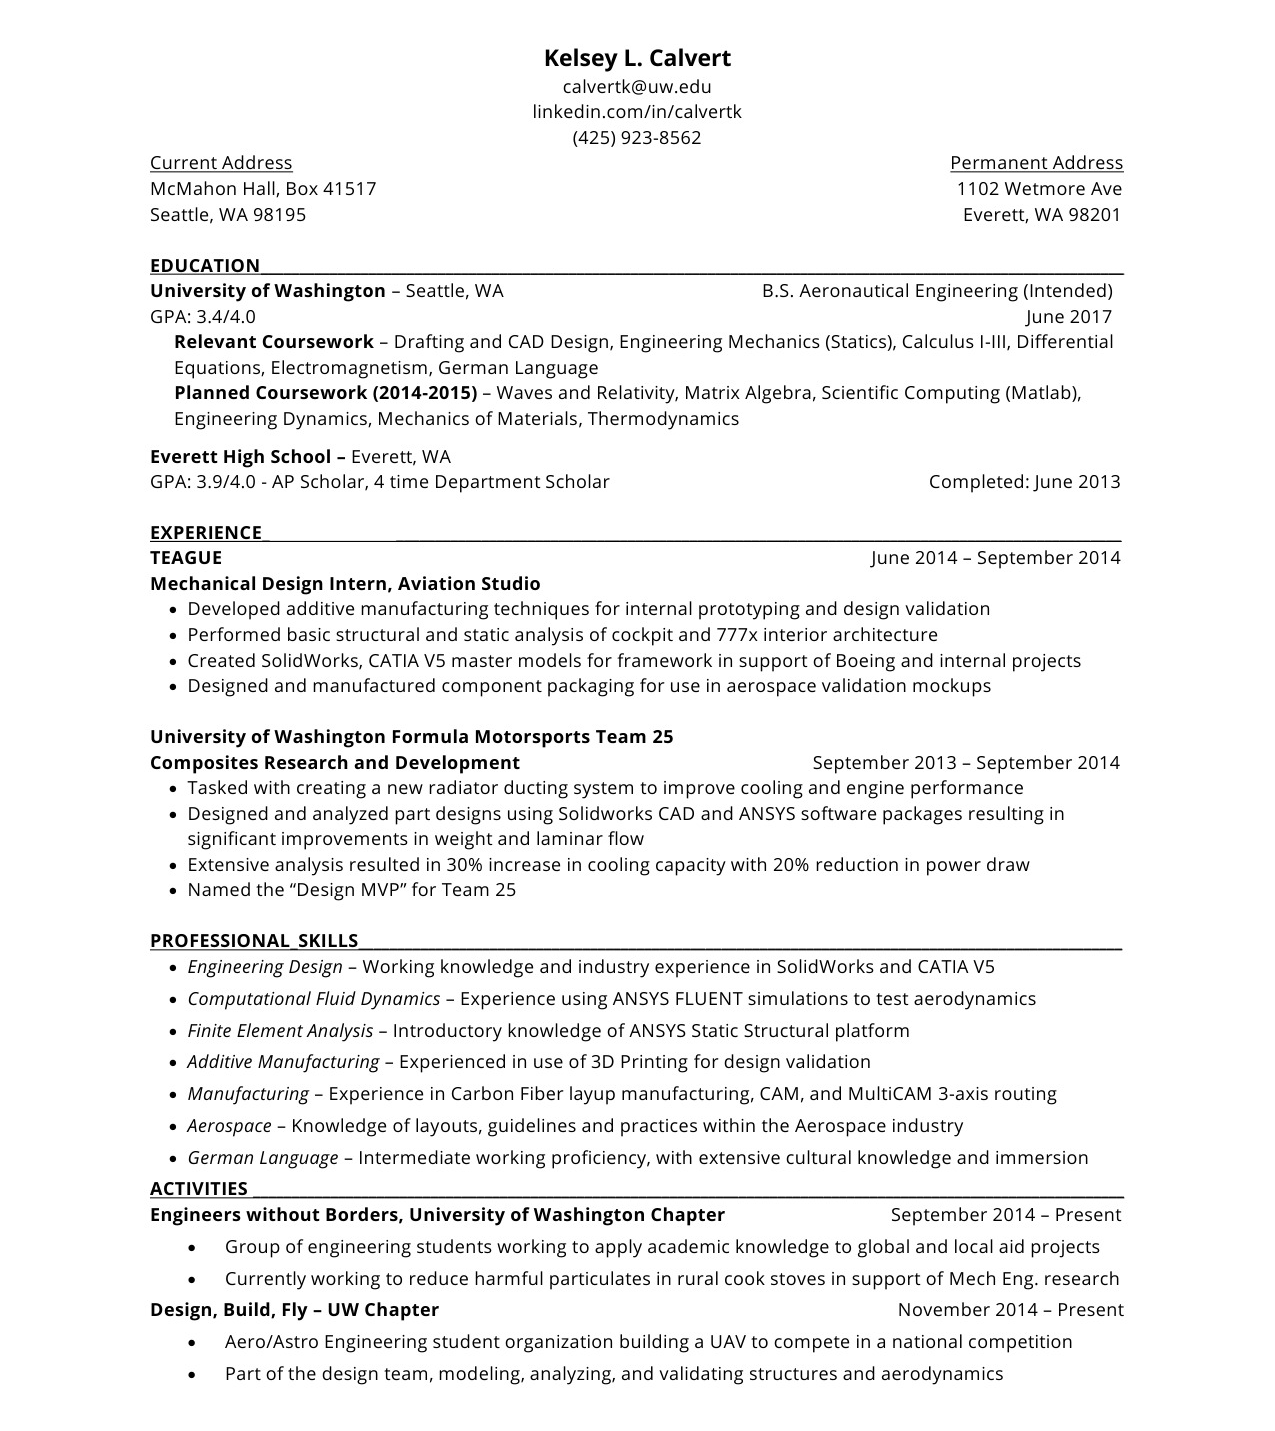 Kelsey L. Calvert
calvertk@uw.edu
linkedin.com/in/calvertk
(425) 923-8562
Current Address Permanent Address
McMahon Hall, Box 41517 1102 Wetmore Ave
Seattle, WA 98195 Everett, WA 98201
EDUCATION
University of Washington – Seattle, WA B.S. Aeronautical Engineering (Intended)
GPA: 3.4/4.0 June 2017
Relevant Coursework – Drafting and CAD Design, Engineering Mechanics (Statics), Calculus I-III, Differential
Equations, Electromagnetism, German Language
Planned Coursework (2014-2015) – Waves and Relativity, Matrix Algebra, Scientific Computing (Matlab),
Engineering Dynamics, Mechanics of Materials, Thermodynamics
Everett High School – Everett, WA
GPA: 3.9/4.0 - AP Scholar, 4 time Department Scholar Completed: June 2013
EXPERIENCE
TEAGUE June 2014 – September 2014
Mechanical Design Intern, Aviation Studio
• Developed additive manufacturing techniques for internal prototyping and design validation
• Performed basic structural and static analysis of cockpit and 777x interior architecture
• Created SolidWorks, CATIA V5 master models for framework in support of Boeing and internal projects
• Designed and manufactured component packaging for use in aerospace validation mockups
University of Washington Formula Motorsports Team 25
Composites Research and Development September 2013 – September 2014
• Tasked with creating a new radiator ducting system to improve cooling and engine performance
• Designed and analyzed part designs using Solidworks CAD and ANSYS software packages resulting in
significant improvements in weight and laminar flow
• Extensive analysis resulted in 30% increase in cooling capacity with 20% reduction in power draw
• Named the “Design MVP” for Team 25
PROFESSIONAL_SKILLS
• Engineering Design – Working knowledge and industry experience in SolidWorks and CATIA V5
• Computational Fluid Dynamics – Experience using ANSYS FLUENT simulations to test aerodynamics
• Finite Element Analysis – Introductory knowledge of ANSYS Static Structural platform
• Additive Manufacturing – Experienced in use of 3D Printing for design validation
• Manufacturing – Experience in Carbon Fiber layup manufacturing, CAM, and MultiCAM 3-axis routing
• Aerospace – Knowledge of layouts, guidelines and practices within the Aerospace industry
• German Language – Intermediate working proficiency, with extensive cultural knowledge and immersion
ACTIVITIES
Engineers without Borders, University of Washington Chapter September 2014 – Present
• Group of engineering students working to apply academic knowledge to global and local aid projects
• Currently working to reduce harmful particulates in rural cook stoves in support of Mech Eng. research
Design, Build, Fly – UW Chapter November 2014 – Present
• Aero/Astro Engineering student organization building a UAV to compete in a national competition
• Part of the design team, modeling, analyzing, and validating structures and aerodynamics